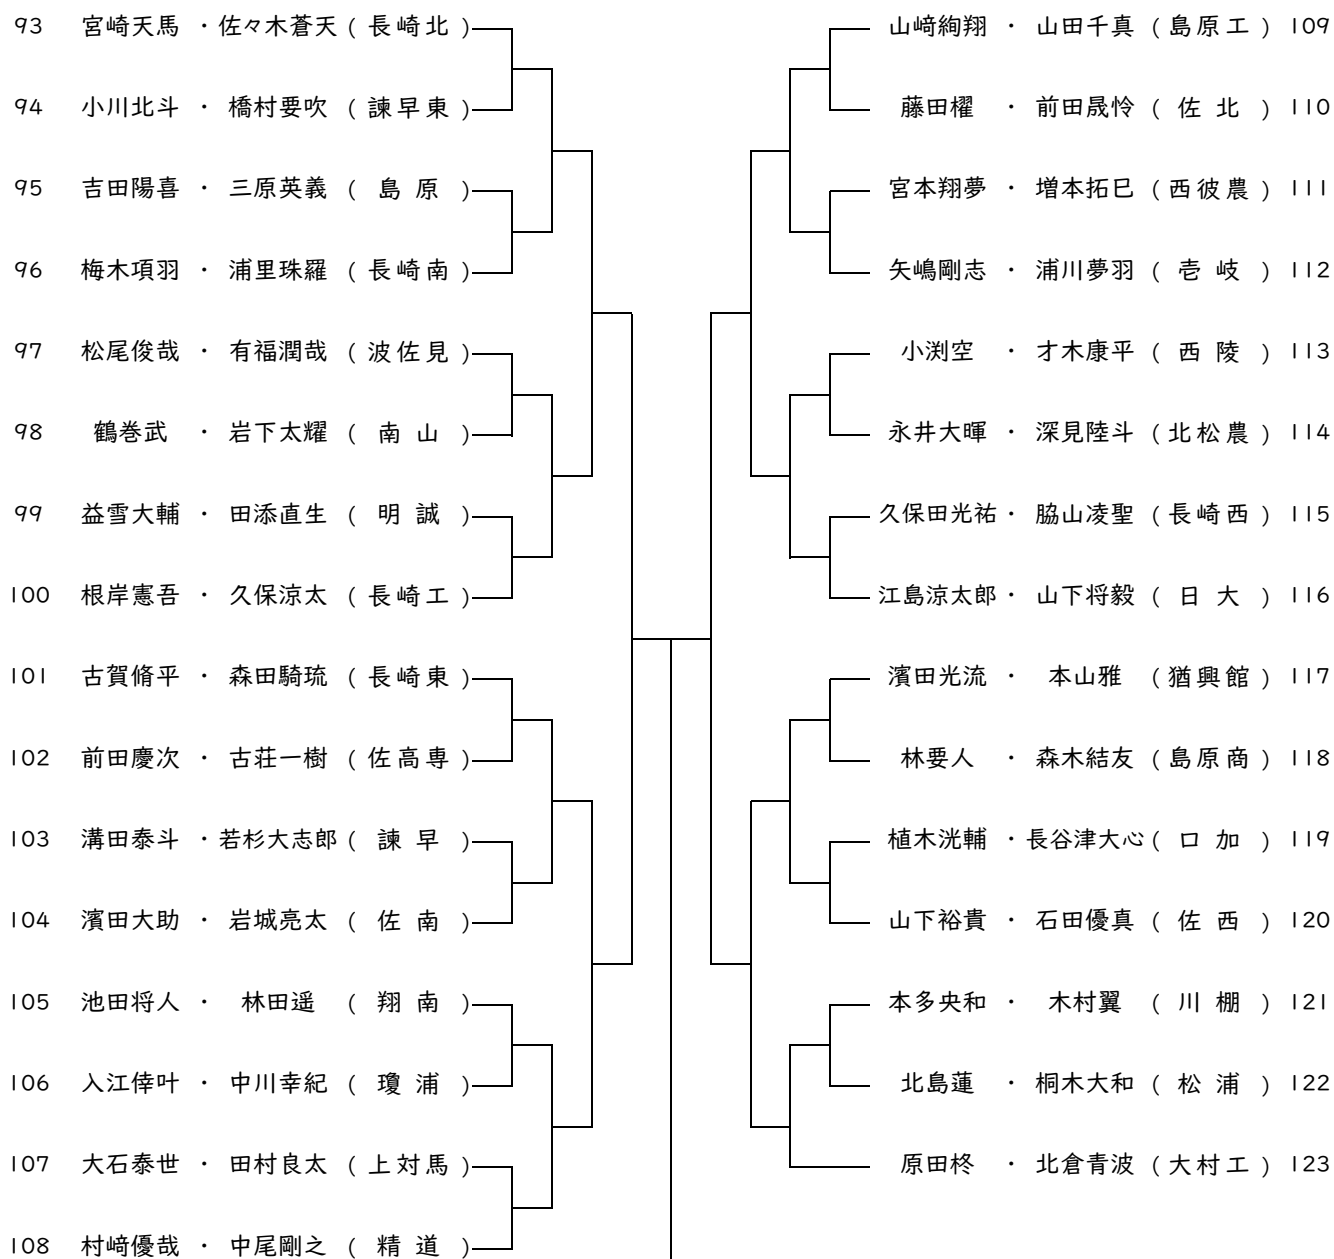 93 宮崎天馬 ・佐々木蒼天 ( 長崎北 )
94 小川北斗 ・ 橋村要吹 ( 諫早東 )
95 吉田陽喜 ・ 三原英義 ( 島 原 )
96 梅木項羽 ・ 浦里珠羅 ( 長崎南 )
97 松尾俊哉 ・ 有福潤哉 ( 波佐見 )
98 鶴巻武 ・ 岩下太耀 ( 南 山 )
99 益雪大輔 ・ 田添直生 ( 明 誠 )
100 根岸憲吾 ・ 久保涼太 ( 長崎工 )
101 古賀脩平 ・ 森田騎琉 ( 長崎東 )
102 前田慶次 ・ 古荘一樹 ( 佐高専 )
103 溝田泰斗 ・若杉大志郎 ( 諫 早 )
104 濱田大助 ・ 岩城亮太 ( 佐 南 )
105 池田将人 ・ 林田遥 ( 翔 南 )
106 入江倖叶 ・ 中川幸紀 ( 瓊 浦 )
107 大石泰世 ・ 田村良太 ( 上対馬 )
108 村﨑優哉 ・ 中尾剛之 ( 精 道 )
山﨑絢翔 ・ 山田千真 ( 島原工 ) 109
藤田櫂 ・ 前田晟怜 ( 佐 北 ) 110
宮本翔夢 ・ 増本拓巳 ( 西彼農 ) 111
矢嶋剛志 ・ 浦川夢羽 ( 壱 岐 ) 112
小渕空 ・ 才木康平 ( 西 陵 ) 113
永井大暉 ・ 深見陸斗 ( 北松農 ) 114
久保田光祐・ 脇山凌聖 ( 長崎西 ) 115
江島涼太郎・ 山下将毅 ( 日 大 ) 116
濱田光流 ・ 本山雅 ( 猶興館 ) 117
林要人 ・ 森木結友 ( 島原商 ) 118
植木洸輔 ・長谷津大心 ( 口 加 ) 119
山下裕貴 ・ 石田優真 ( 佐 西 ) 120
本多央和 ・ 木村翼 ( 川 棚 ) 121
北島蓮 ・ 桐木大和 ( 松 浦 ) 122
原田柊 ・ 北倉青波 ( 大村工 ) 123